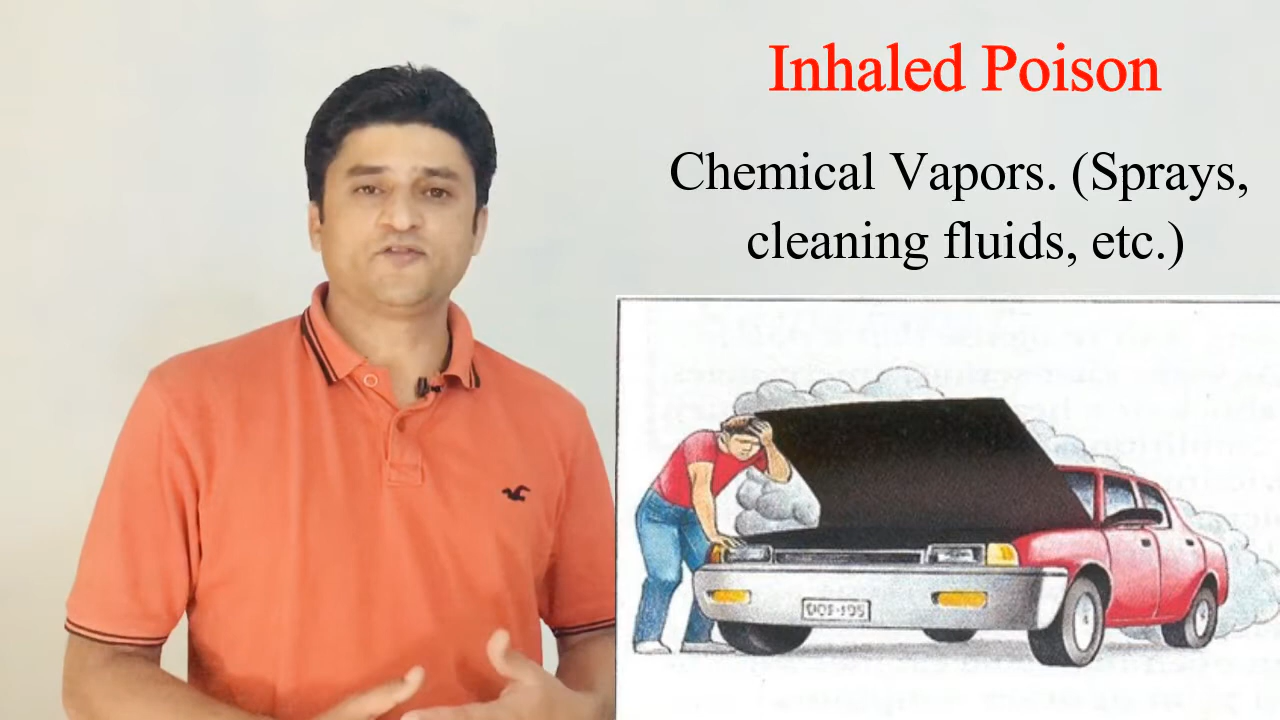 Inhaled Poison
Chemical Vapors. (Sprays,
cleaning fluids, etc.)